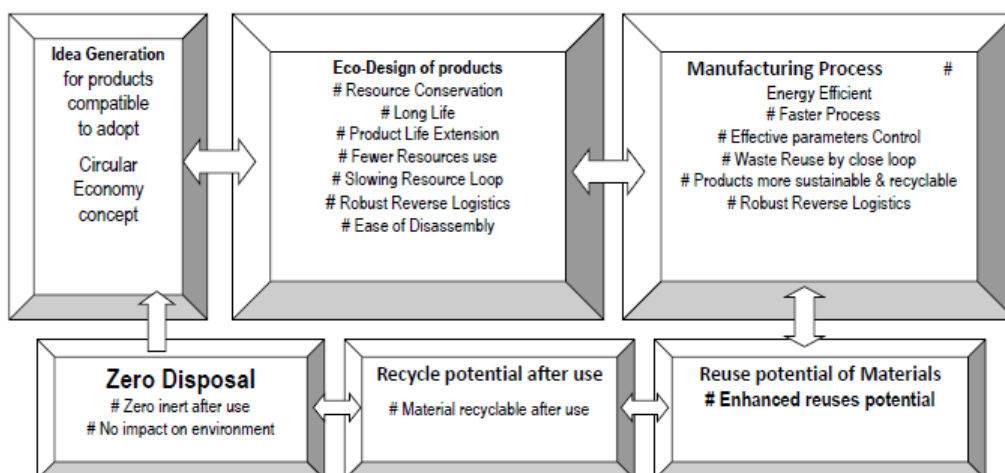 Idea Generation
for products
compatible
to adopt
Circular
Economy
concept
Eco-Design of products
# Resource Conservation
# Long Life
# Product Life Extension
# Fewer Resources use
# Slowing Resource Loop
# Robust Reverse Logistics
# Ease of Disassembly
Manufacturing Process #
Energy Efficient
# Faster Process
# Effective parameters Control
# Waste Reuse by close loop
# Products more sustainable & recyclable
# Robust Reverse Logistics
Zero Disposal
# Zero inert after use
# No impact on environment
Recycle potential after use
# Material recyclable after use
Reuse potential of Materials
# Enhanced reuses potential